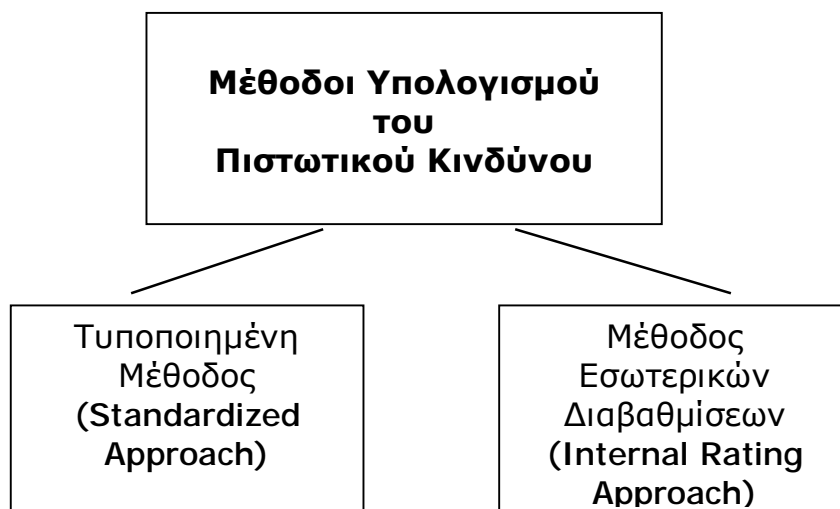 Μέθοδοι Υπολογισμού
του
Πιστωτικού Κινδύνου
Τυποποιημένη
Μέθοδος
(Standardized
Approach)
Μέθοδος
Εσωτερικών
Διαβαθμίσεων
(Internal Rating
Approach)